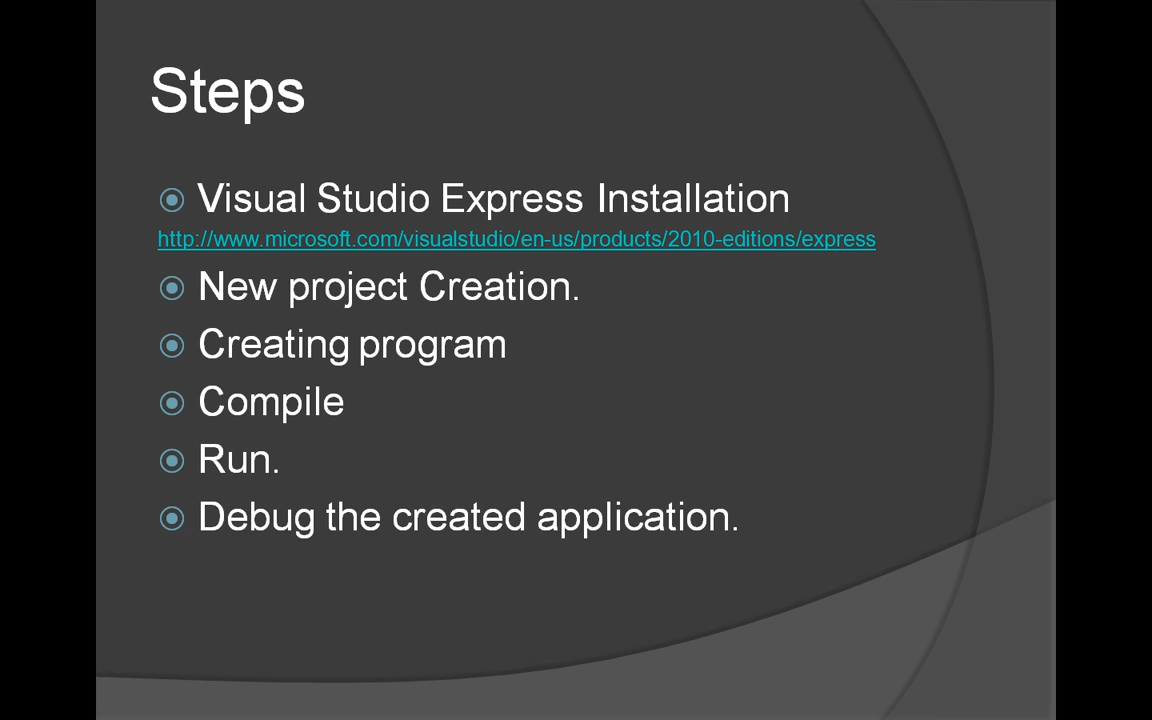 Steps
Visual Studio Express Installation
http://www.microsoft.com/visualstudio/en-us/products/2010-editions/express
New project Creation.
Creating program
Compile
Run.
Debug the created application.